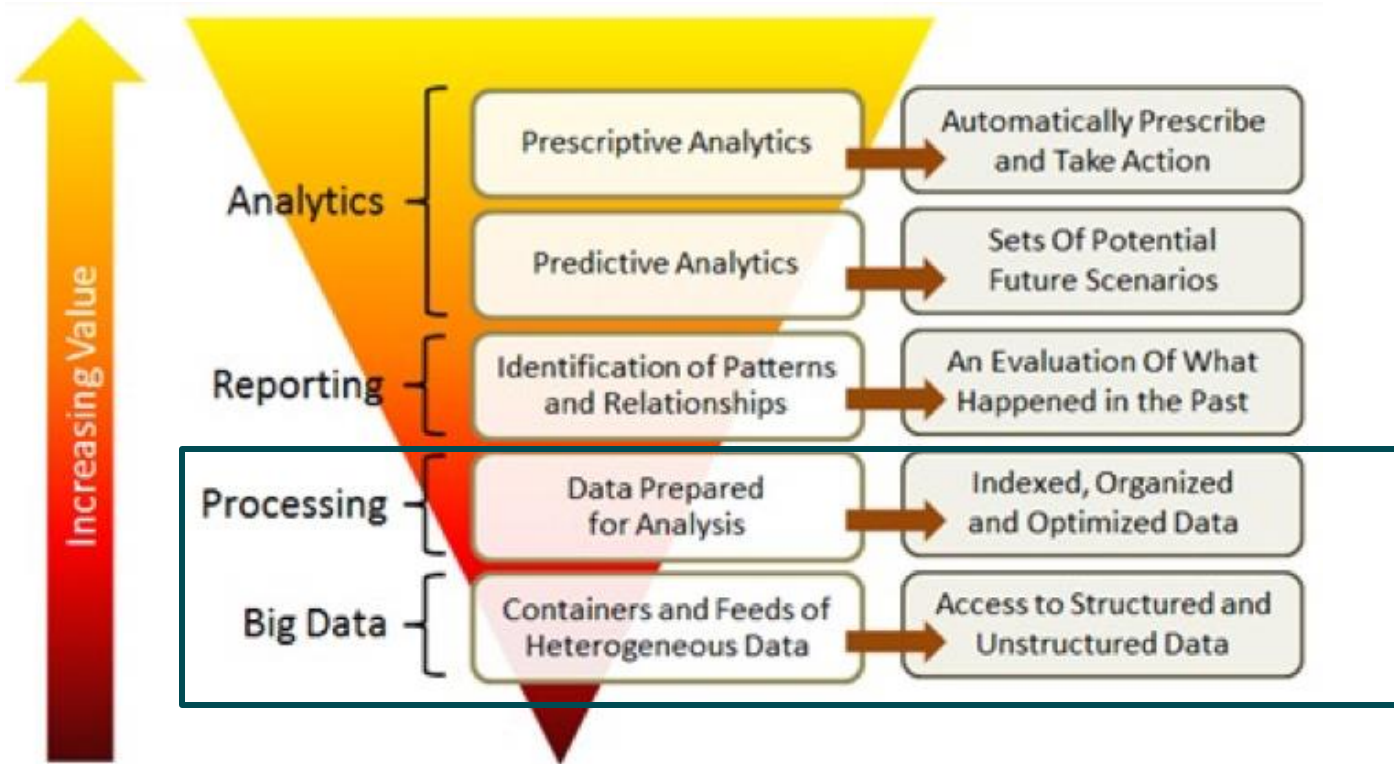 Increasing Value
Analytics
Prescriptive Analytics
Automatically Prescribe
and Take Action
Predictive Analytics
Sets Of Potential
Future Scenarios
Reporting
Identification of Patterns
and Relationships
An Evaluation Of What
Happened in the Past
Processing
Data Prepared
for Analysis
Indexed, Organized
and Optimized Data
Big Data
Containers and Feeds of
Heterogeneous Data
Access to Structured and
Unstructured Data